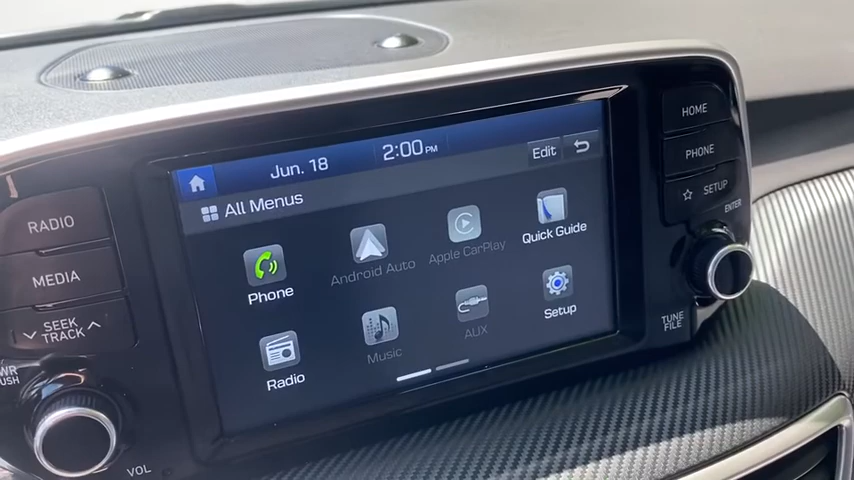 Jun. 18
2:00 PM
All Menus
Edit
Phone
Android Auto
Apple CarPlay
Quick Guide
Radio
Music
AUX
Setup
RADIO
MEDIA
SEEK
TRACK
PUSH
VOL
HOME
PHONE
SETUP
ENTER
TUNE
FILE